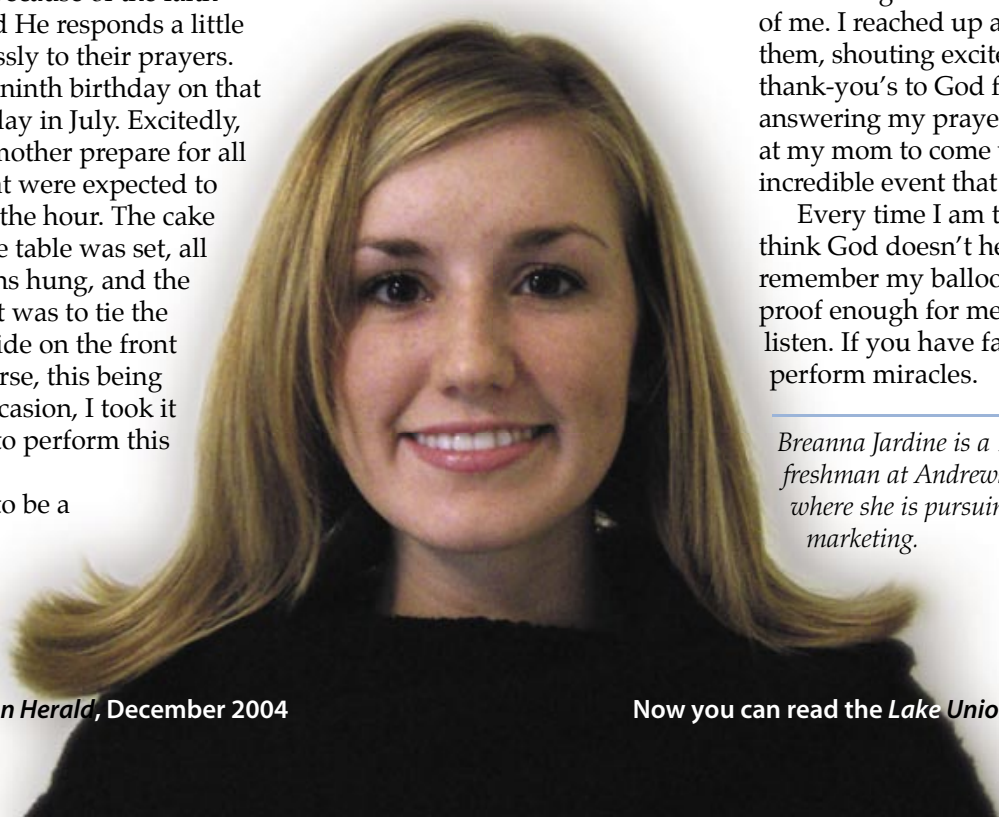 d He responds a little
ssly to their prayers.
ninth birthday on that
lay in July. Excitedly,
nother prepare for all
t were expected to
the hour. The cake
e table was set, all
ns hung, and the
t was to tie the
ide on the front
rse, this being
casion, I took it
to perform this
to be a
of me. I reached up a
them, shouting excite
thank-you's to God f
answering my praye
at my mom to come
incredible event that
Every time I am t
think God doesn't he
remember my balloo
proof enough for me
listen. If you have fa
perform miracles.
Breanna Jardine is a
freshman at Andrews
where she is pursuin
marketing.
n Herald, December 2004
Now you can read the Lake Unio